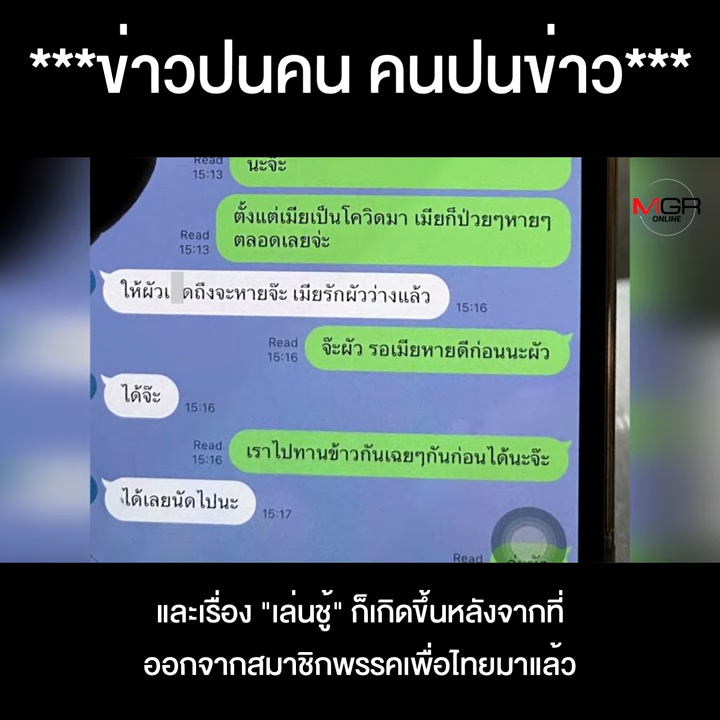 ***ข่าวปนคน คนปนข่าว***
MGR
ONLINE
Read
15:13
นะจ๊ะ
ตั้งแต่เมียเป็นโควิดมา เมียก็ป่วยๆหายๆ
Read
15:13
ตลอดเลยจ่ะ
ให้ผัวเ ดถึงจะหายจ๊ะ เมียรักผัวว่างแล้ว
15:16
Read
15:16
จ๊ะผัว รอเมียหายดีก่อนนะผัว
ได้จ๊ะ
15:16
Read
15:16
เราไปทานข้าวกันเฉยๆกันก่อนได้นะจ๊ะ
ได้เลยนัดไปนะ
15:17
Read
และเรื่อง "เล่นชู้" ก็เกิดขึ้นหลังจากที่
ออกจากสมาชิกพรรคเพื่อไทยมาแล้ว